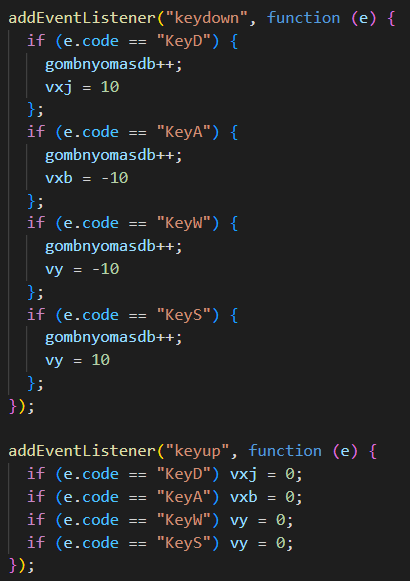 addEventListener("keydown", function (e) {
  if (e.code == "KeyD") {
    gombnyomasdb++;
    vxj = 10
  };
  if (e.code == "KeyA") {
    gombnyomasdb++;
    vxb = -10
  };
  if (e.code == "KeyW") {
    gombnyomasdb++;
    vy = -10
  };
  if (e.code == "KeyS") {
    gombnyomasdb++;
    vy = 10
  };
});

addEventListener("keyup", function (e) {
  if (e.code == "KeyD") vxj = 0;
  if (e.code == "KeyA") vxb = 0;
  if (e.code == "KeyW") vy = 0;
  if (e.code == "KeyS") vy = 0;
});